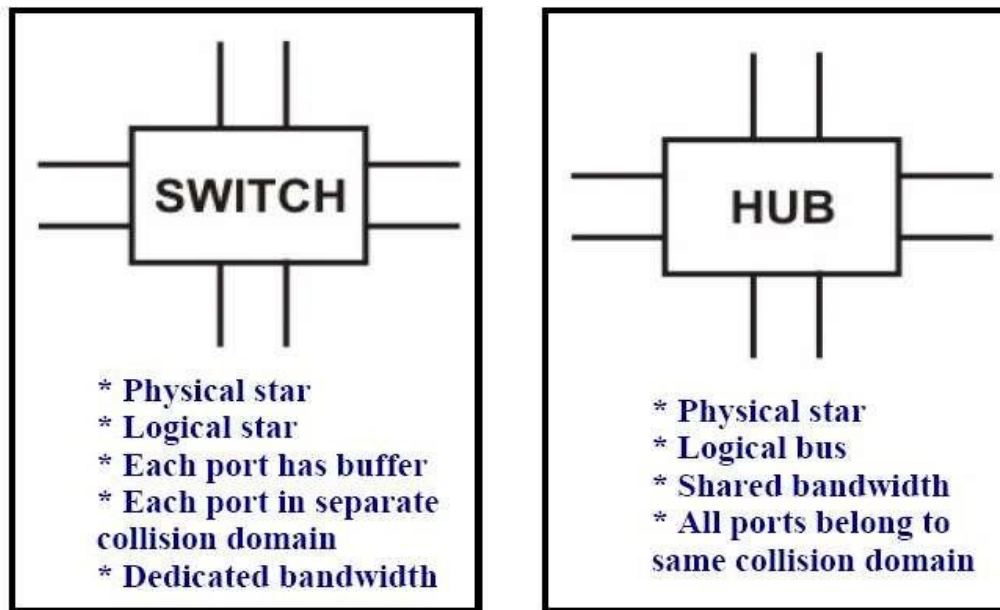 SWITCH
* Physical star
* Logical star
* Each port has buffer
* Each port in separate
collision domain
* Dedicated bandwidth
HUB
* Physical star
* Logical bus
* Shared bandwidth
* All ports belong to
same collision domain